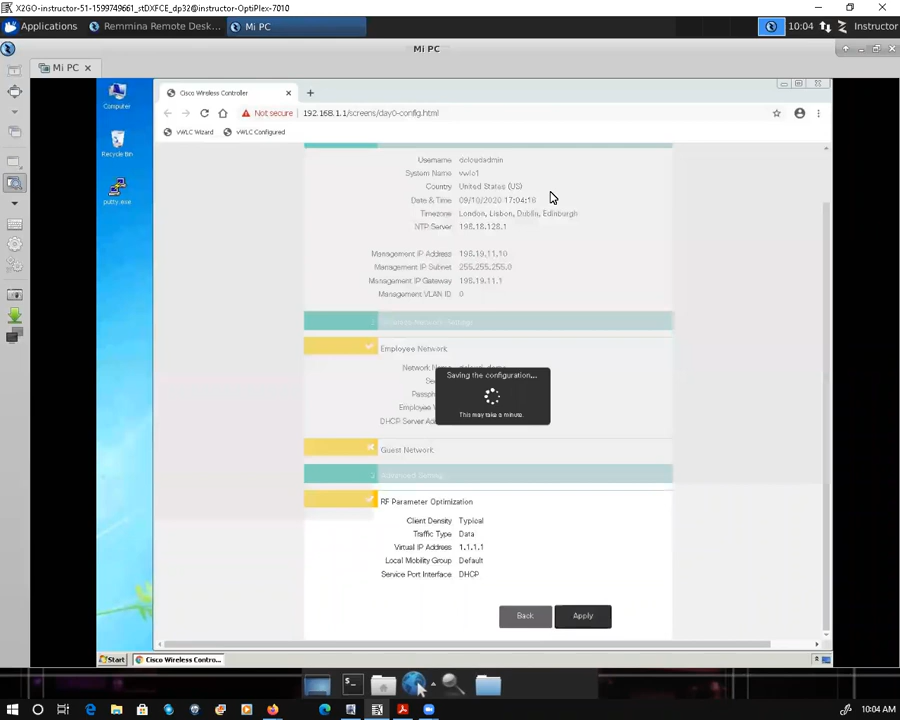 X2GO-instructor-51-1599749661_stDXFCE_dp32@instructor-OptiPlex-7010
Applications
Remmina Remote Desk...
Mi PC
10:04
Instructor
Mi PC
Mi PC
Cisco Wireless Controller
Not secure
192.168.1.1/screens/day0-config.html
vWLC Wizard
vWLC Configured
Computer
Recycle Bin
putty.exe
Username dcloudadmin
System Name vwlc1
Country United States (US)
Date & Time 09/10/2020 17:04:18
Timezone London, Lisbon, Dublin, Edinburgh
NTP Server 198.18.128.1
Management IP Address 198.19.11.10
Management IP Subnet 255.255.255.0
Management IP Gateway 198.19.11.1
Management VLAN ID 0
Employee Network
Saving the configuration...
This may take a minute.
Guest Network
RF Parameter Optimization
Client Density Typical
Traffic Type Data
Virtual IP Address 1.1.1.1
Local Mobility Group Default
Service Port Interface DHCP
Back
Apply
Start
Cisco Wireless Contro...
10:04 AM